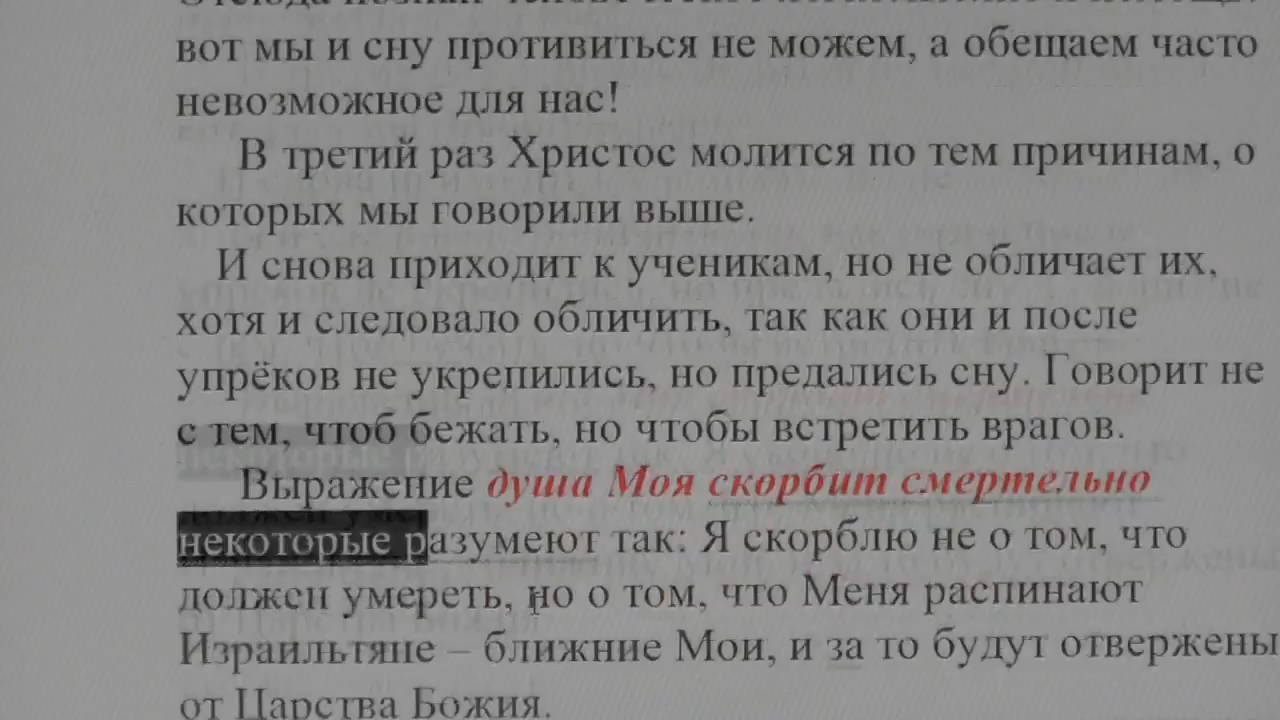 вот мы и сну противиться не можем, а обещаем часто
невозможное для нас!
В третий раз Христос молится по тем причинам, о
которых мы говорили выше.
И снова приходит к ученикам, но не обличает их,
хотя и следовало обличить, так как они и после
упрёков не укрепились, но предались сну. Говорит не
с тем, чтоб бежать, но чтобы встретить врагов.
Выражение душа Моя скорбит смертельно
некоторые разумеют так: Я скорблю не о том, что
должен умереть, но о том, что Меня распинают
Израильтяне – ближние Мои, и за то будут отвержены
от Царства Божия.